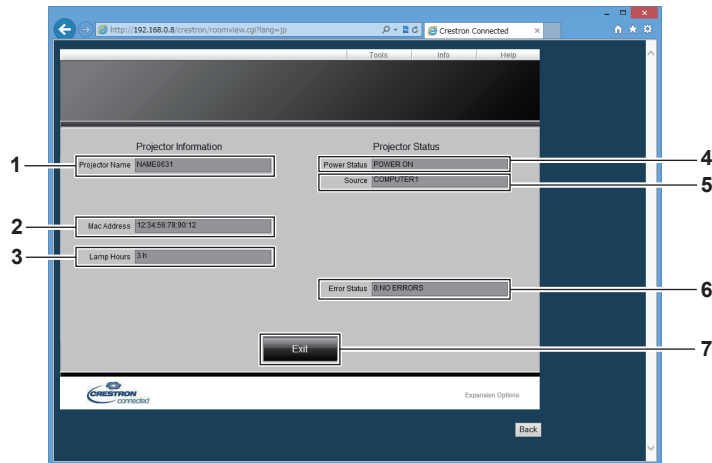 http://192.168.0.8/crestron/roomview.cgi?lang=jp
Crestron Connected
Tools Info Help
Projector Information
Projector Status
1 Projector Name NAME0631
Power Status POWER ON 4
Source COMPUTER1 5
2 Mac Address 12:34:56:78:90:12
3 Lamp Hours 3 h
Error Status 0:NO ERRORS 6
Exit 7
CRESTRON
connected
Expansion Options
Back